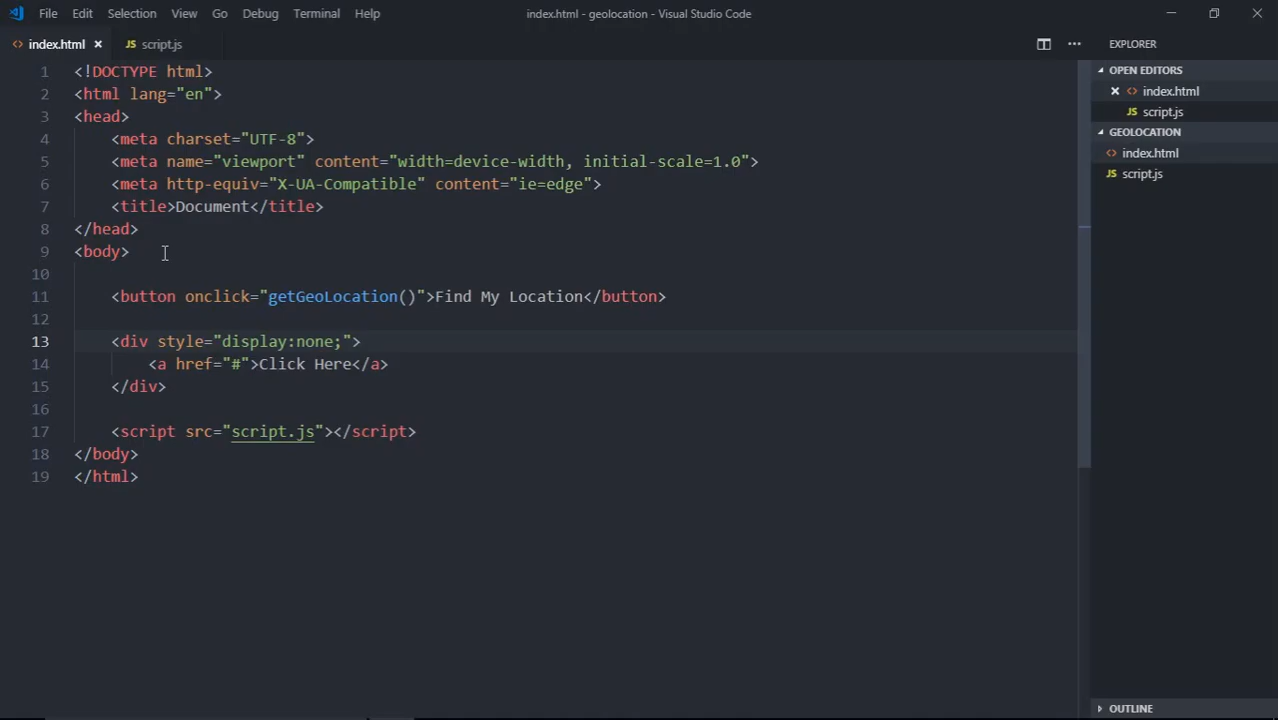 File Edit Selection View Go Debug Terminal Help index.html - geolocation - Visual Studio Code
index.html script.js
1 <!DOCTYPE html>
2 <html lang="en">
3 <head>
4 <meta charset="UTF-8">
5 <meta name="viewport" content="width=device-width, initial-scale=1.0">
6 <meta http-equiv="X-UA-Compatible" content="ie=edge">
7 <title>Document</title>
8 </head>
9 <body>
10
11 <button onclick="getGeoLocation()">Find My Location</button>
12
13 <div style="display:none;">
14 <a href="#">Click Here</a>
15 </div>
16
17 <script src="script.js"></script>
18 </body>
19 </html>
EXPLORER
OPEN EDITORS
index.html
JS script.js
GEOLOCATION
index.html
JS script.js
OUTLINE